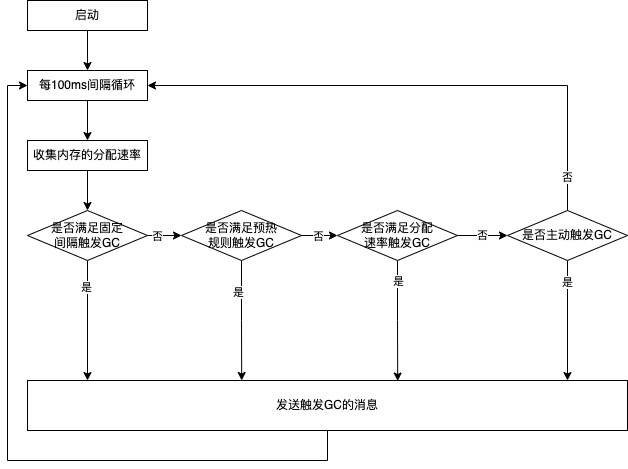 启动
每100ms间隔循环
收集内存的分配速率
是否满足固定
间隔触发GC
否
是否满足预热
规则触发GC
否
是否满足分配
速率触发GC
否
是否主动触发GC
否
是
是
是
是
发送触发GC的消息